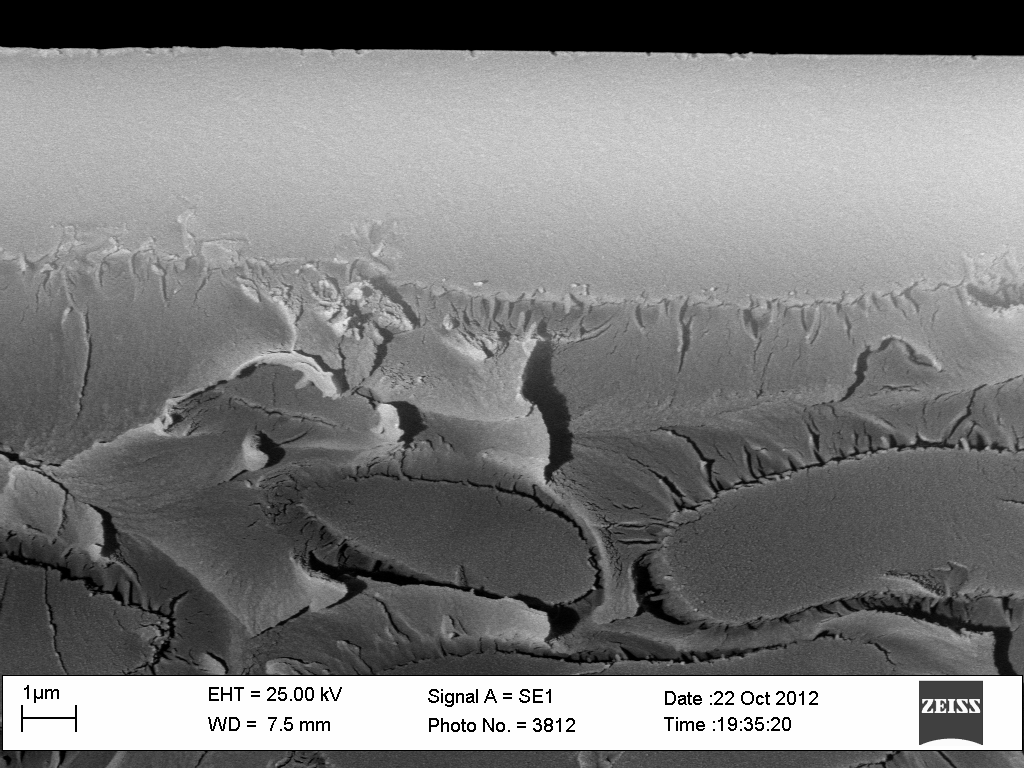 1µm
EHT = 25.00 kV
WD = 7.5 mm
Signal A = SE1
Photo No. = 3812
Date :22 Oct 2012
Time :19:35:20
ZEISS